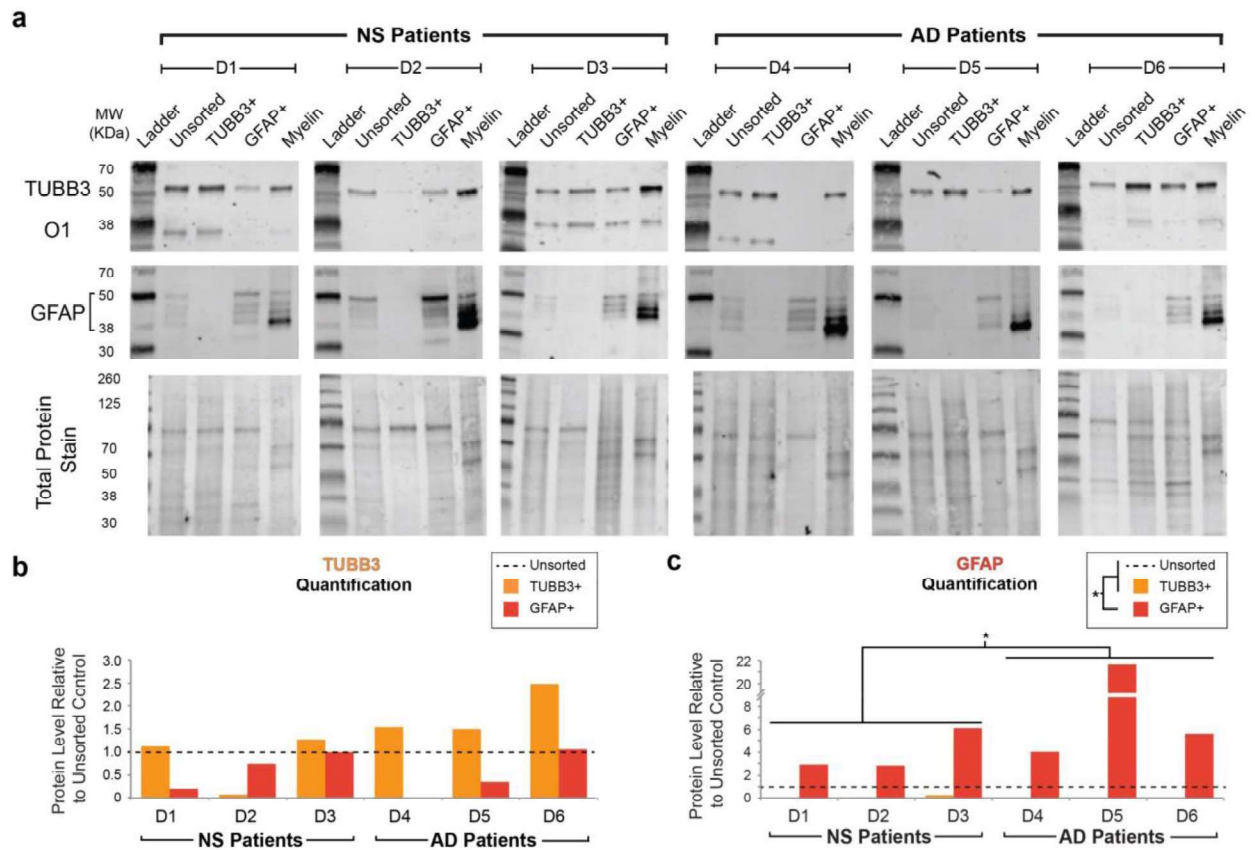 a
NS Patients
AD Patients
D1
D2
D3
D4
D5
D6
MW
(KDa)
Ladder
Unsorted
TUBB3+
GFAP+
Myelin
Ladder
Unsorted
TUBB3+
GFAP+
Myelin
Ladder
Unsorted
TUBB3+
GFAP+
Myelin
Ladder
Unsorted
TUBB3+
GFAP+
Myelin
Ladder
Unsorted
TUBB3+
GFAP+
Myelin
Ladder
Unsorted
TUBB3+
GFAP+
Myelin
TUBB3
O1
70
50
38
GFAP
70
50
38
30
Total Protein
Stain
260
125
70
50
38
30
b
TUBB3
Quantification
Unsorted
TUBB3+
GFAP+
Protein Level Relative
to Unsorted Control
3.0
2.5
2.0
1.5
1.0
0.5
0
D1
D2
D3
D4
D5
D6
NS Patients
AD Patients
c
GFAP
Quantification
Unsorted
TUBB3+
GFAP+
*
*
Protein Level Relative
to Unsorted Control
22
20
8
6
4
2
0
D1
D2
D3
D4
D5
D6
NS Patients
AD Patients